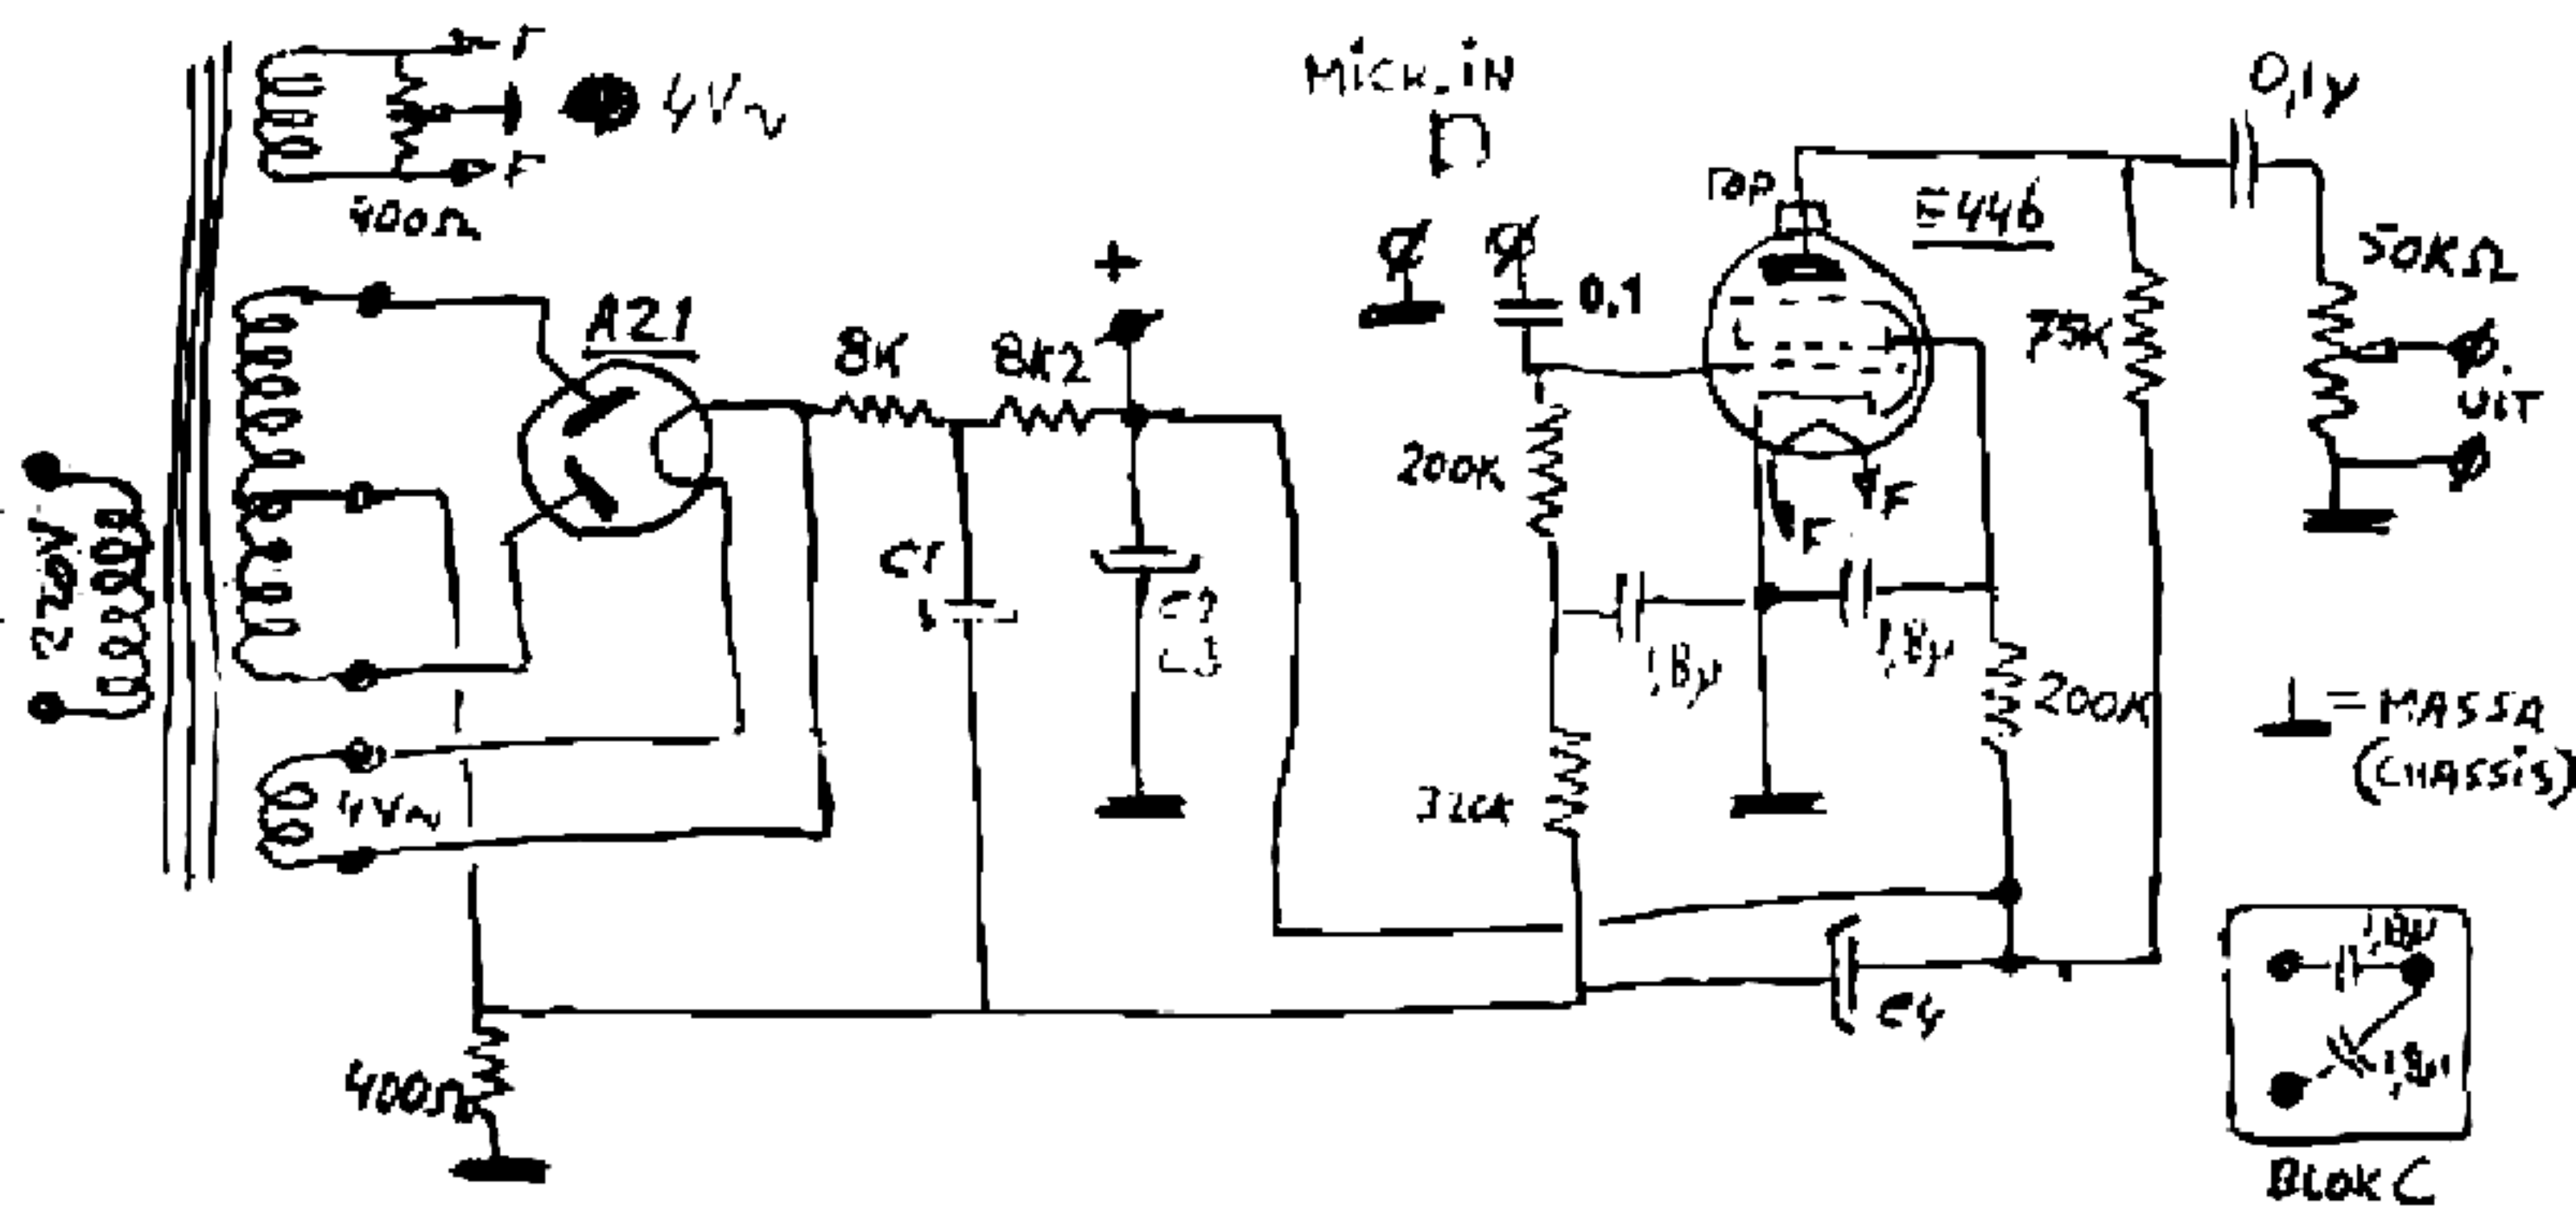 F
4V~
F
400Ω
MICR. IN
0,1µ
TOP
E446
50KΩ
A21
+
0,1
8K
8K2
75K
UIT
200K
220V
F
F
C1
C2
C3
1,8µ
1,8µ
200K
⊥ = MASSA
(CHASSIS)
4V~
320K
1,8µ
C4
400Ω
1,8µ
BLOK C